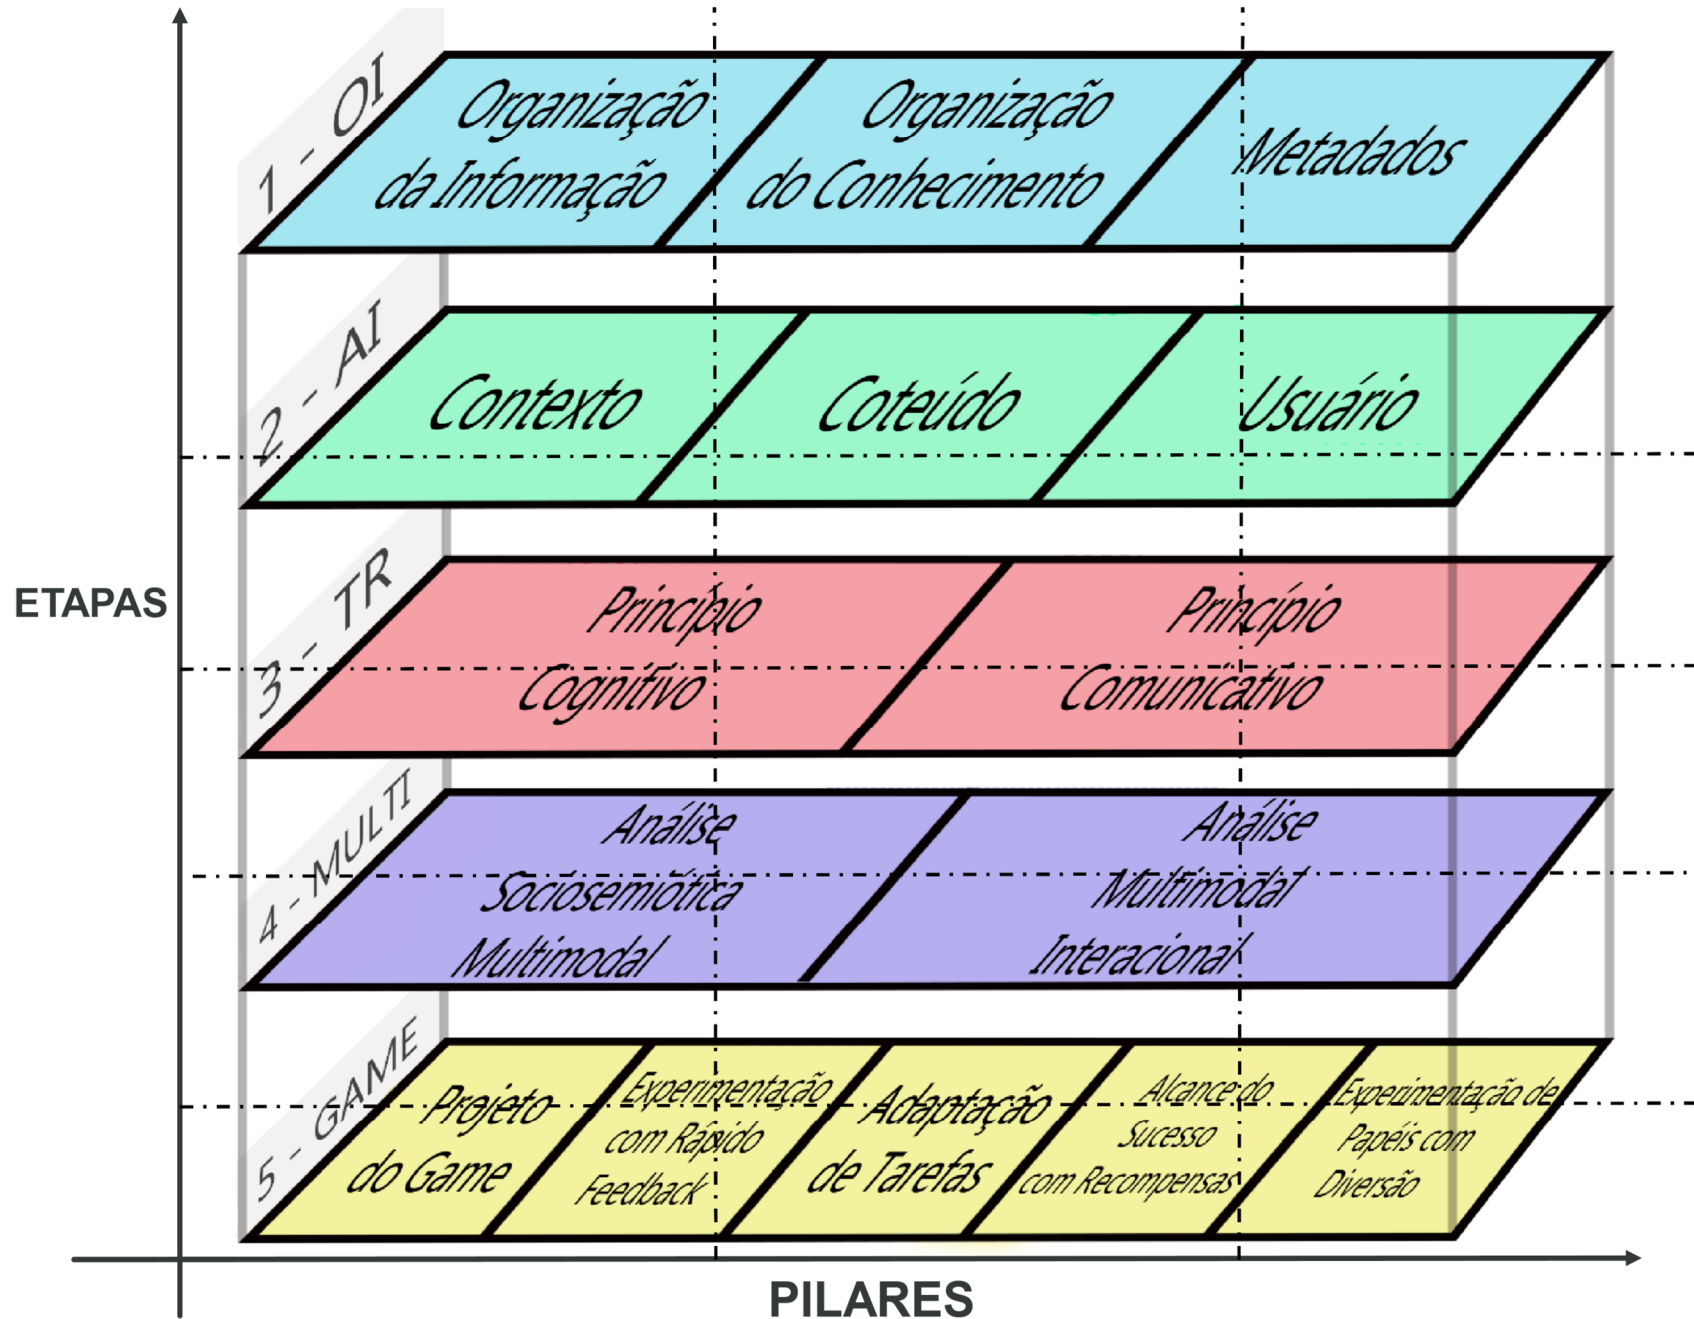 1 - OI
Organização
da Informação
Organização
do Conhecimento
Metadados
2 - AI
Contexto
Coteúdo
Usuário
ETAPAS
3 - TR
Princípio
Cognitivo
Princípio
Comunicativo
4 - MULTI
Análise
Sociosemiótica
Multimodal
Análise
Multimodal
Interacional
5 - GAME
Projeto
do Game
Experimentação
com Rápido
Feedback
Adaptação
de Tarefas
Alcance do
Sucesso
com Recompensas
Experimentação de
Papéis com
Diversão
PILARES